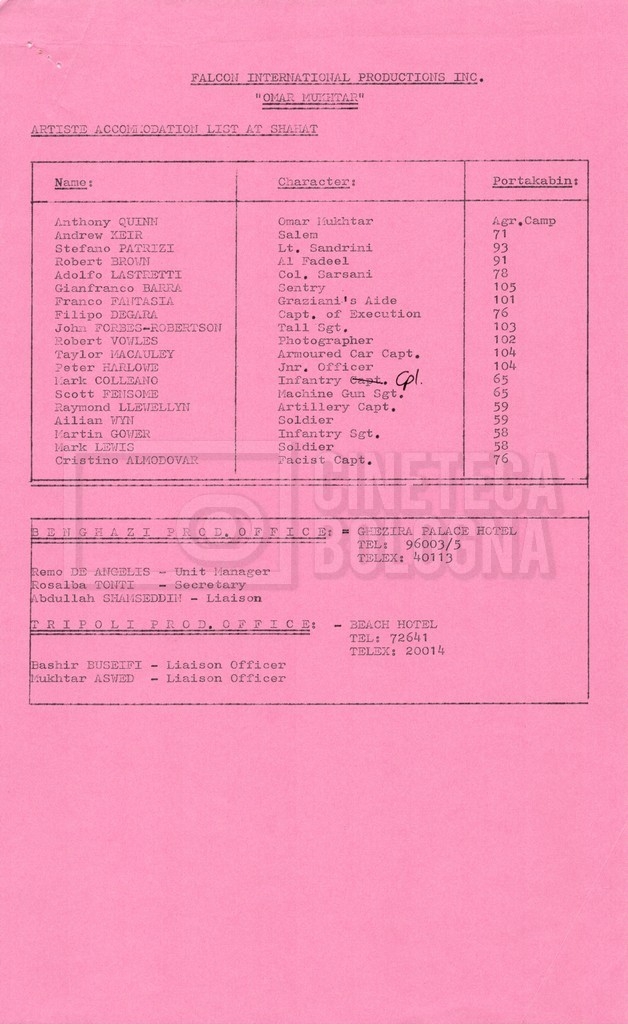 FALCON INTERNATIONAL PRODUCTIONS INC.
"OMAR MUKHTAR"
ARTISTE ACCOMMODATION LIST AT SHAHAT
Name: Character: Portakabin:
Anthony QUINN Omar Mukhtar Agr.Camp
Andrew KEIR Salem 71
Stefano PATRIZI Lt. Sandrini 93
Robert BROWN Al Fadeel 91
Adolfo LASTRETTI Col. Sarsani 78
Gianfranco BARRA Sentry 105
Franco FANTASIA Graziani's Aide 101
Filipo DEGARA Capt. of Execution 76
John FORBES-ROBERTSON Tall Sgt. 103
Robert VOWLES Photographer 102
Taylor MACAULEY Armoured Car Capt. 104
Peter HARLOWE Jnr. Officer 104
Mark COLLEANO Infantry Capt. Cpl. 65
Scott FENSOME Machine Gun Sgt. 65
Raymond LLEWELLYN Artillery Capt. 59
Ailian WYN Soldier 59
Martin GOWER Infantry Sgt. 58
Mark LEWIS Soldier 58
Cristino ALMODOVAR Facist Capt. 76
CINETECA
BOLOGNA
BENGHAZI PROD. OFFICE: = GHEZIRA PALACE HOTEL
TEL: 96003/5
TELEX: 40113
Remo DE ANGELIS - Unit Manager
Rosalba TONTI - Secretary
Abdullah SHAMSEDDIN - Liaison
TRIPOLI PROD. OFFICE: - BEACH HOTEL
TEL: 72641
TELEX: 20014
Bashir BUSEIFI - Liaison Officer
Mukhtar ASWED - Liaison Officer